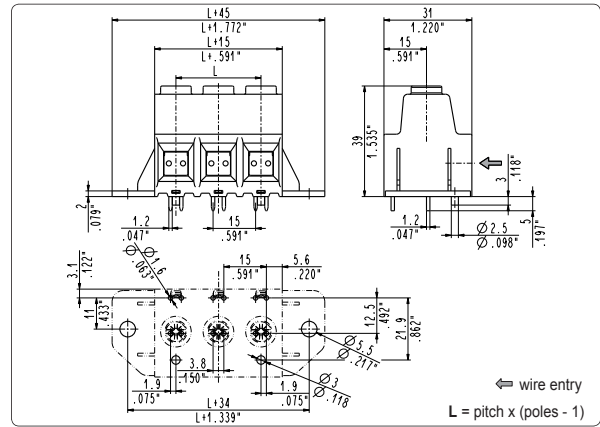 L+45
L+1.772"
L+15
L+.591"
L
31
1.220"
15
.591"
39
1.535"
3
.118"
5
.197"
2
.079"
1.2
.047"
15
.591"
1.2
.047"
Ø 2.5
Ø .098"
Ø 1.6
Ø .063"
3.1
.122"
11
.433"
15
.591"
5.6
.220"
12.5
.492"
21.9
.862"
Ø 5.5
Ø .217"
3.8
.150"
Ø 3
Ø .118
1.9
.075"
1.9
.075"
L+34
L+1.339"
wire entry
L = pitch x (poles - 1)